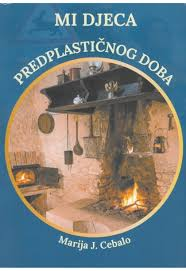 MI DJECA
PREDPLASTIČNOG DOBA
Marija J. Cebalo